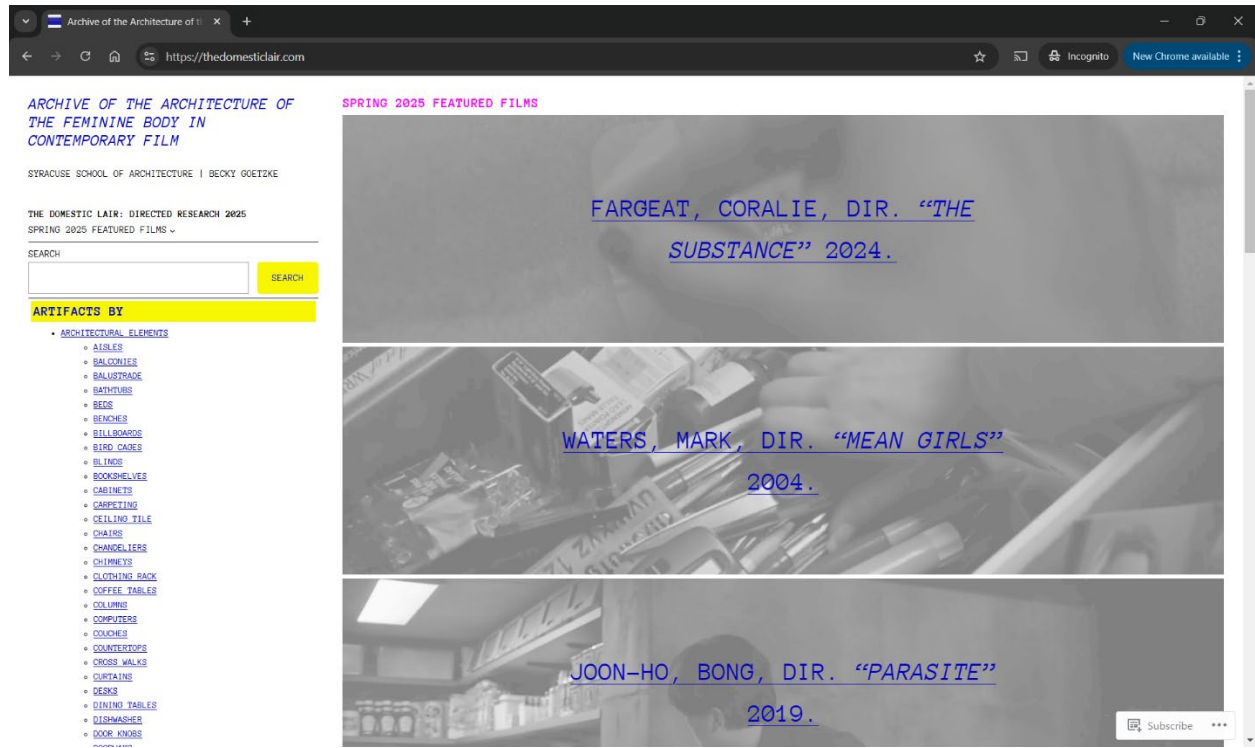 Archive of the Architecture of t
https://thedomesticlair.com
Incognito
New Chrome available
ARCHIVE OF THE ARCHITECTURE OF
THE FEMININE BODY IN
CONTEMPORARY FILM
SYRACUSE SCHOOL OF ARCHITECTURE | BECKY GOETZKE
THE DOMESTIC LAIR: DIRECTED RESEARCH 2025
SPRING 2025 FEATURED FILMS
SEARCH
SEARCH
ARTIFACTS BY
ARCHITECTURAL ELEMENTS
AISLES
BALCONIES
BALUSTRADE
BATHTUBS
BEDS
BENCHES
BILLBOARDS
BIRD CAGES
BLINDS
BOOKSHELVES
CABINETS
CARPETING
CEILING TILE
CHAIRS
CHANDELIERS
CHIMNEYS
CLOTHING RACK
COFFEE TABLES
COLUMNS
COMPUTERS
COUCHES
COUNTERTOPS
CROSS WALKS
CURTAINS
DESKS
DINING TABLES
DISHWASHER
DOOR KNOBS
SPRING 2025 FEATURED FILMS
FARGEAT, CORALIE, DIR. “THE
SUBSTANCE” 2024.
WATERS, MARK, DIR. “MEAN GIRLS”
2004.
JOON-HO, BONG, DIR. “PARASITE”
2019.
Subscribe